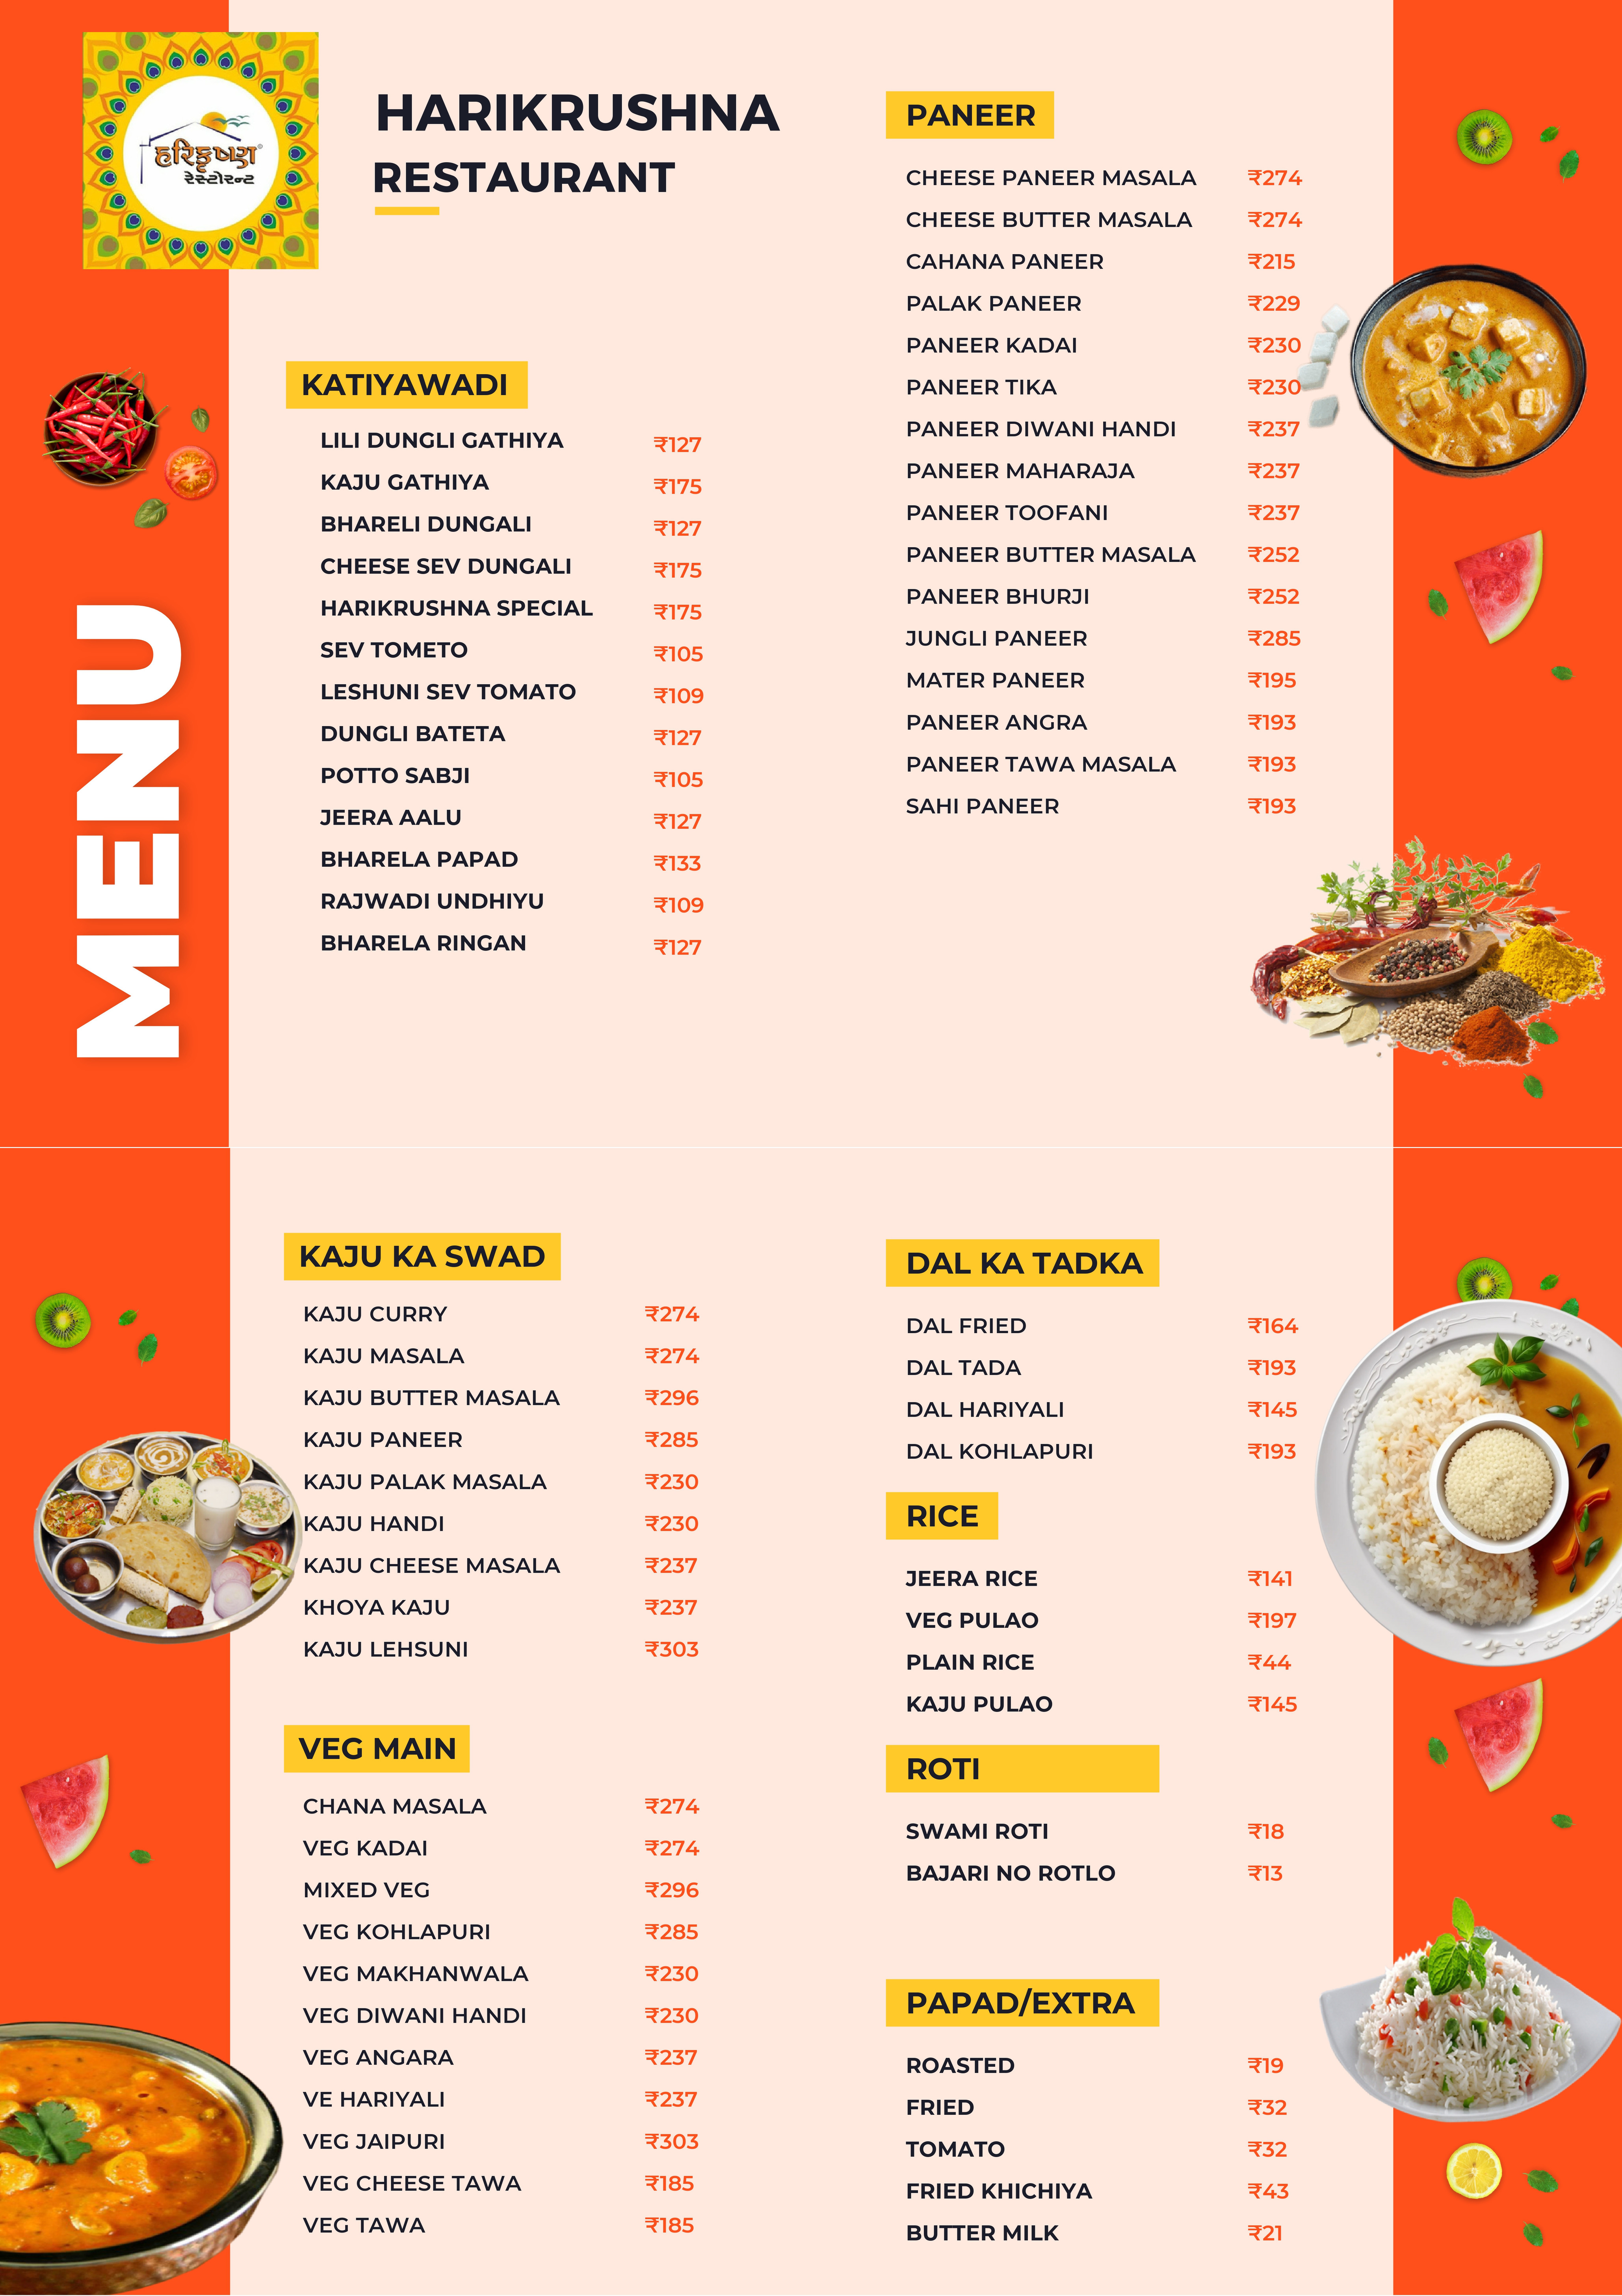 હરિકૃષ્ણ
રેસ્ટોરન્ટ
HARIKRUSHNA
RESTAURANT
MENU
KATIYAWADI
LILI DUNGLI GATHIYA ₹127
KAJU GATHIYA ₹175
BHARELI DUNGALI ₹127
CHEESE SEV DUNGALI ₹175
HARIKRUSHNA SPECIAL ₹175
SEV TOMETO ₹105
LESHUNI SEV TOMATO ₹109
DUNGLI BATETA ₹127
POTTO SABJI ₹105
JEERA AALU ₹127
BHARELA PAPAD ₹133
RAJWADI UNDHIYU ₹109
BHARELA RINGAN ₹127
PANEER
CHEESE PANEER MASALA ₹274
CHEESE BUTTER MASALA ₹274
CAHANA PANEER ₹215
PALAK PANEER ₹229
PANEER KADAI ₹230
PANEER TIKA ₹230
PANEER DIWANI HANDI ₹237
PANEER MAHARAJA ₹237
PANEER TOOFANI ₹237
PANEER BUTTER MASALA ₹252
PANEER BHURJI ₹252
JUNGLI PANEER ₹285
MATER PANEER ₹195
PANEER ANGRA ₹193
PANEER TAWA MASALA ₹193
SAHI PANEER ₹193
KAJU KA SWAD
KAJU CURRY ₹274
KAJU MASALA ₹274
KAJU BUTTER MASALA ₹296
KAJU PANEER ₹285
KAJU PALAK MASALA ₹230
KAJU HANDI ₹230
KAJU CHEESE MASALA ₹237
KHOYA KAJU ₹237
KAJU LEHSUNI ₹303
VEG MAIN
CHANA MASALA ₹274
VEG KADAI ₹274
MIXED VEG ₹296
VEG KOHLAPURI ₹285
VEG MAKHANWALA ₹230
VEG DIWANI HANDI ₹230
VEG ANGARA ₹237
VE HARIYALI ₹237
VEG JAIPURI ₹303
VEG CHEESE TAWA ₹185
VEG TAWA ₹185
DAL KA TADKA
DAL FRIED ₹164
DAL TADA ₹193
DAL HARIYALI ₹145
DAL KOHLAPURI ₹193
RICE
JEERA RICE ₹141
VEG PULAO ₹197
PLAIN RICE ₹44
KAJU PULAO ₹145
ROTI
SWAMI ROTI ₹18
BAJARI NO ROTLO ₹13
PAPAD/EXTRA
ROASTED ₹19
FRIED ₹32
TOMATO ₹32
FRIED KHICHIYA ₹43
BUTTER MILK ₹21